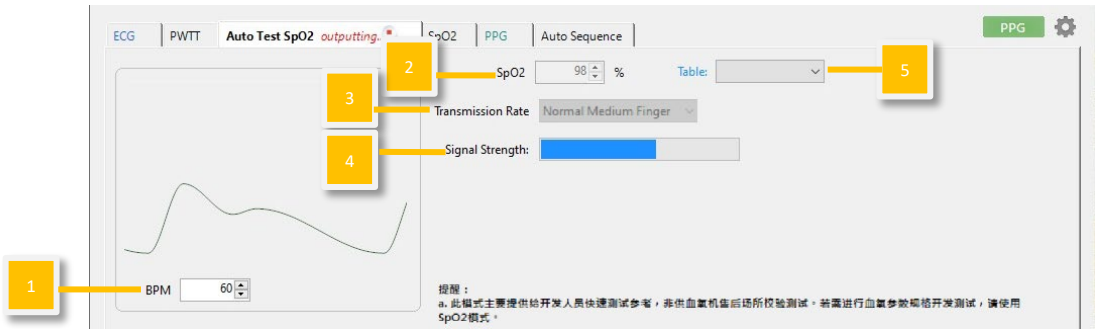 ECG PWTT Auto Test SpO2 outputting. SpO2 PPG Auto Sequence PPG
2 SpO2 98 % Table: 5
3 Transmission Rate Normal Medium Finger
4 Signal Strength:
1 BPM 60
提醒：
a. 此模式主要提供给开发人员快速测试参考，非供血氧机售后场所校验测试。若需进行血氧参数规格开发测试，请使用
SpO2模式。